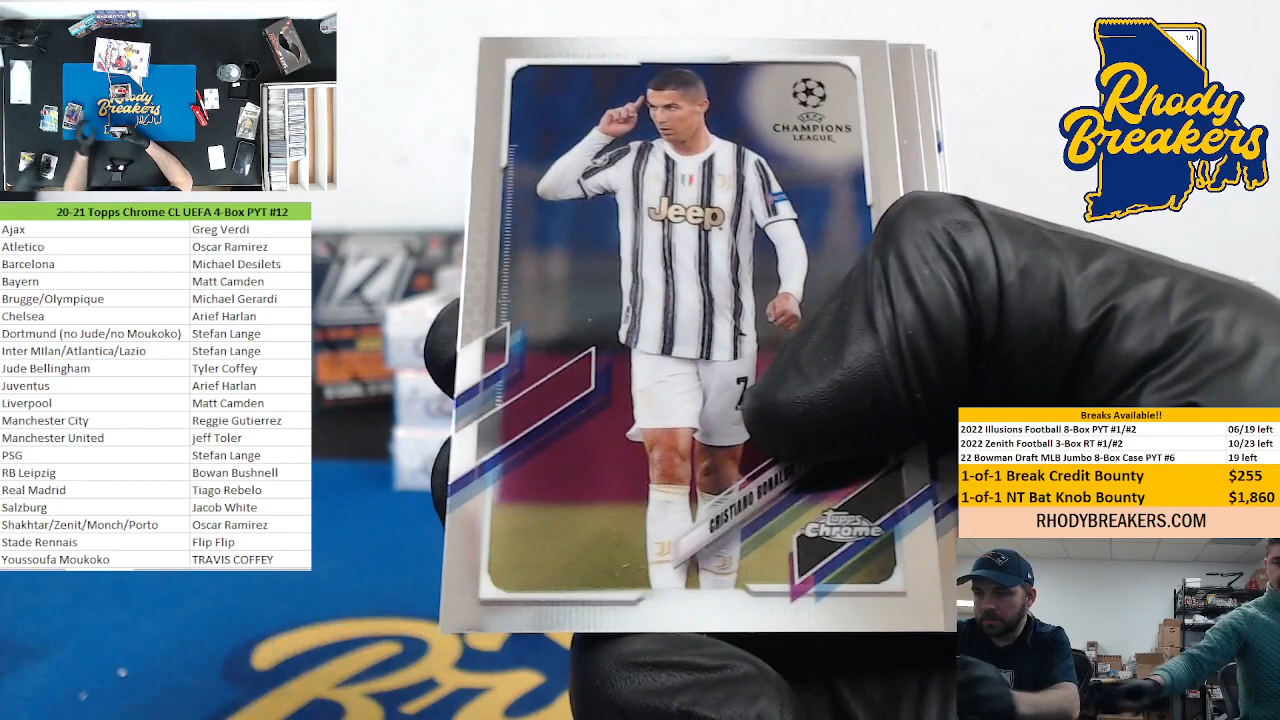 20-21 Topps Chrome CL UEFA 4-Box PYT #12
Ajax Greg Verdi
Atletico Oscar Ramirez
Barcelona Michael Desilets
Bayern Matt Camden
Brugge/Olympique Michael Gerardi
Chelsea Arief Harlan
Dortmund (no Jude/no Moukoko) Stefan Lange
Inter MIlan/Atlantica/Lazio Stefan Lange
Jude Bellingham Tyler Coffey
Juventus Arief Harlan
Liverpool Matt Camden
Manchester City Reggie Gutierrez
Manchester United jeff Toler
PSG Stefan Lange
RB Leipzig Bowan Bushnell
Real Madrid Tiago Rebelo
Salzburg Jacob White
Shakhtar/Zenit/Monch/Poto Oscar Ramirez
Stade Rennais Flip Flip
Youssoufa Moukoko TRAVIS COFFEY
Rhody
Breakers
UEFA
CHAMPIONS
LEAGUE
Jeep
7
CRISTIANO
Topps
Chrome
1/1
Rhody
Breakers
Breaks Available!!
2022 Illusions Football 8-Box PYT #1/#2 06/19 left
2022 Zenith Football 3-Box RT #1/#2 10/23 left
22 Bowman Draft MLB Jumbo 8-Box Case PYT #6 19 left
1-of-1 Break Credit Bounty $255
1-of-1 NT Bat Knob Bounty $1,860
RHODYBREAKERS.COM